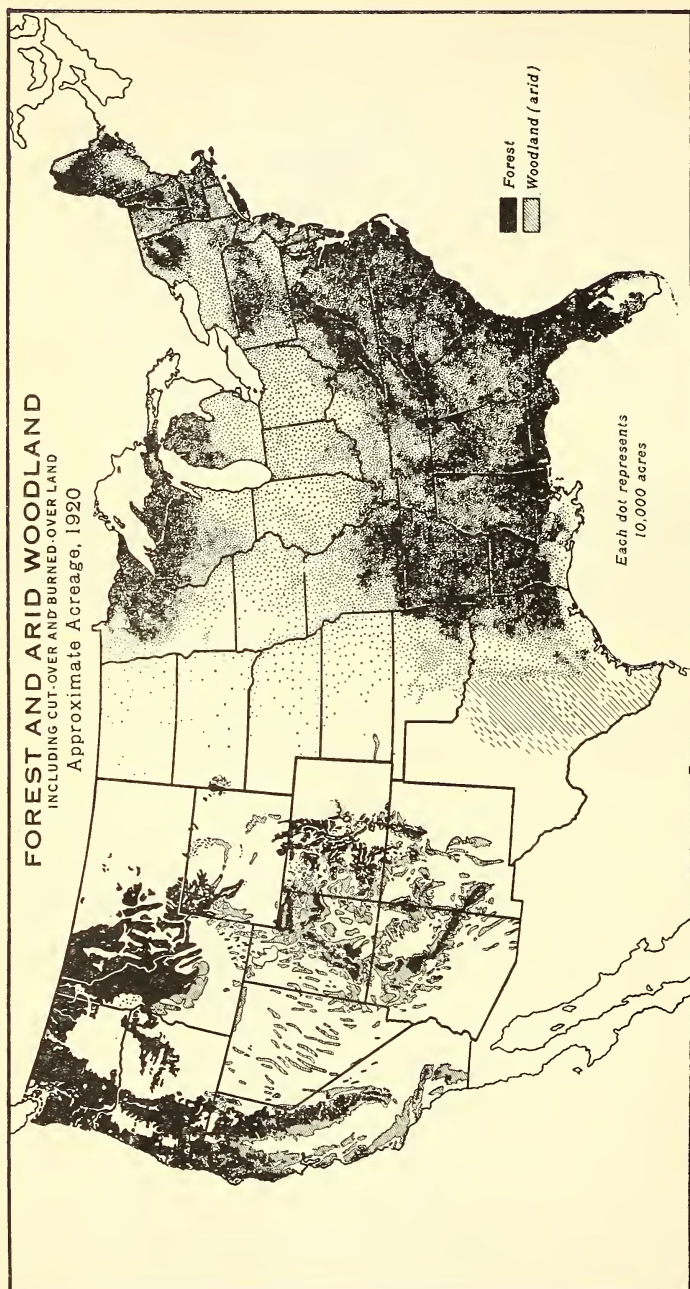 FOREST AND ARID WOODLAND
INCLUDING CUT-OVER AND BURNED-OVER LAND
Approximate Acreage, 1920
Forest
Woodland (arid)
Each dot represents
10,000 acres